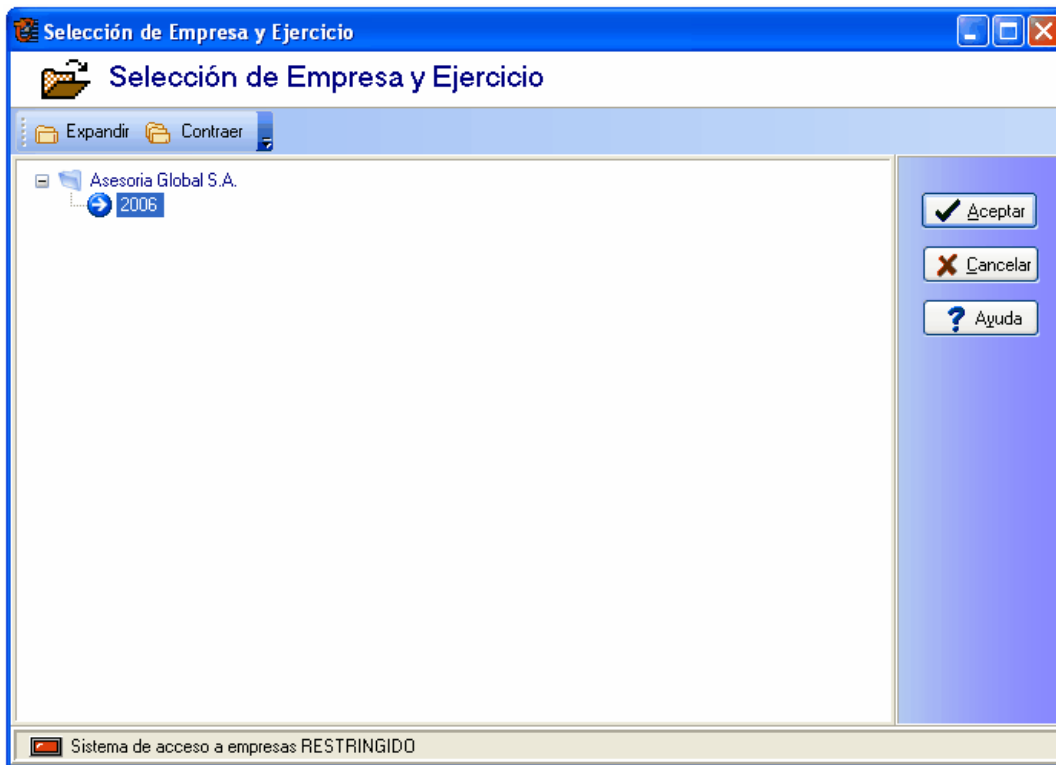 Selección de Empresa y Ejercicio
Selección de Empresa y Ejercicio
Expandir Contraer
Asesoria Global S.A.
2006
Aceptar
Cancelar
Ayuda
Sistema de acceso a empresas RESTRINGIDO